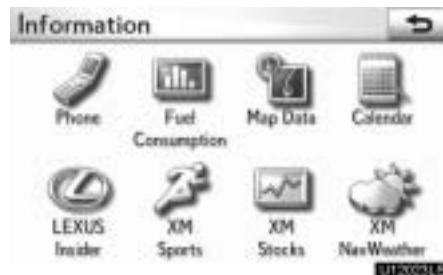 Information
Phone
Fuel
Consumption
Map Data
Calendar
LEXUS
Insider
XM
Sports
XM
Stocks
XM
NavWeather